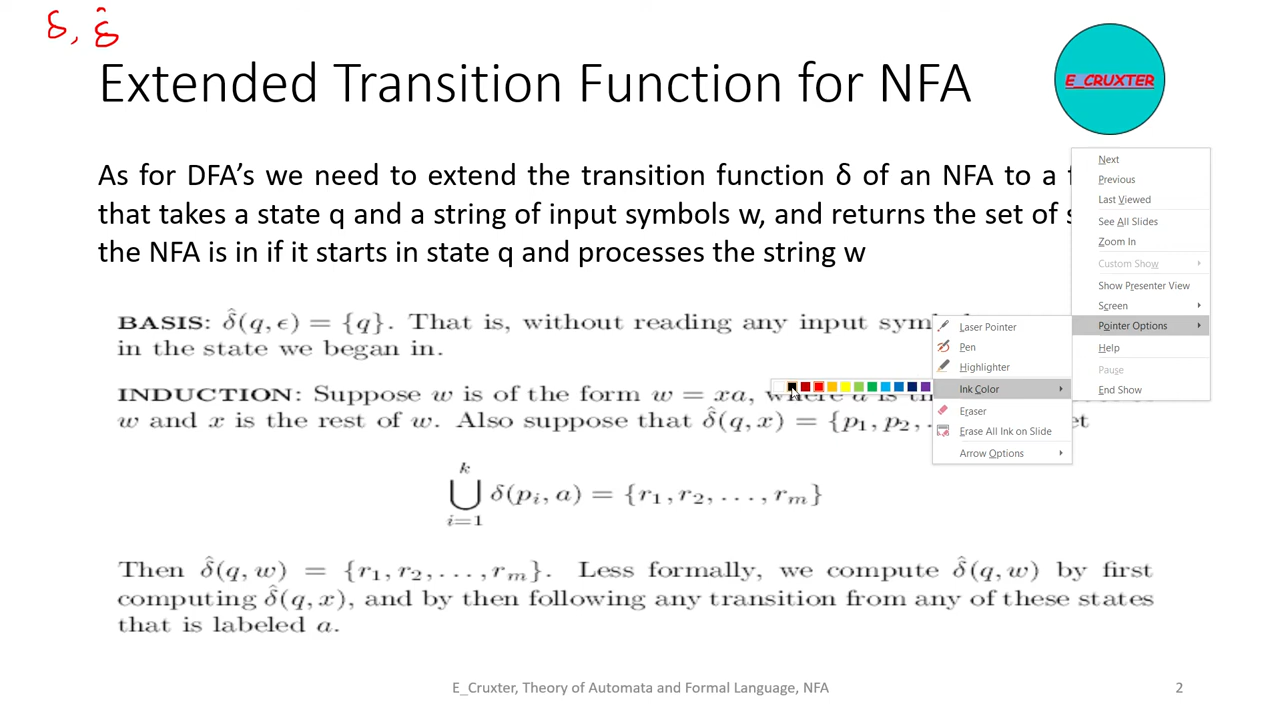 δ, δ̂
Extended Transition Function for NFA
E_CRUXTER
As for DFA's we need to extend the transition function δ of an NFA to a
that takes a state q and a string of input symbols w, and returns the set of
the NFA is in if it starts in state q and processes the string w
Next
Previous
Last Viewed
See All Slides
Zoom In
Custom Show
Show Presenter View
Screen
Pointer Options
Help
Pause
End Show
Laser Pointer
Pen
Highlighter
Ink Color
Eraser
Erase All Ink on Slide
Arrow Options
BASIS: δ̂(q, ϵ) = {q}. That is, without reading any input
in the state we began in.
INDUCTION: Suppose w is of the form w = xa, where a is
w and x is the rest of w. Also suppose that δ̂(q, x) = {p₁, p₂,
k
⋃ δ(pᵢ, a) = {r₁, r₂, . . . , rₘ}
i=1
Then δ̂(q, w) = {r₁, r₂, . . . , rₘ}. Less formally, we compute δ̂(q, w) by first
computing δ̂(q, x), and by then following any transition from any of these states
that is labeled a.
E_Cruxter, Theory of Automata and Formal Language, NFA
2